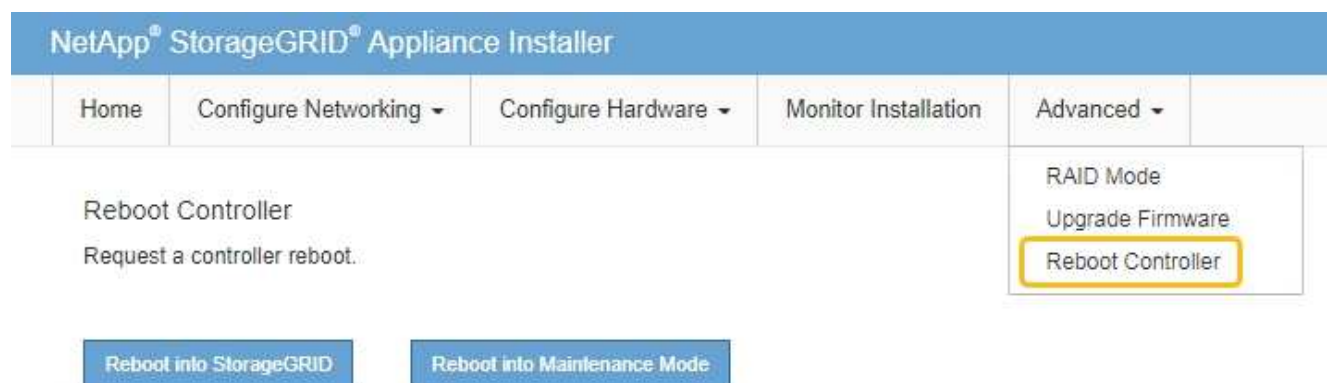 NetApp® StorageGRID® Appliance Installer
Home Configure Networking Configure Hardware Monitor Installation Advanced
RAID Mode
Upgrade Firmware
Reboot Controller
Reboot Controller
Request a controller reboot.
Reboot into StorageGRID Reboot into Maintenance Mode